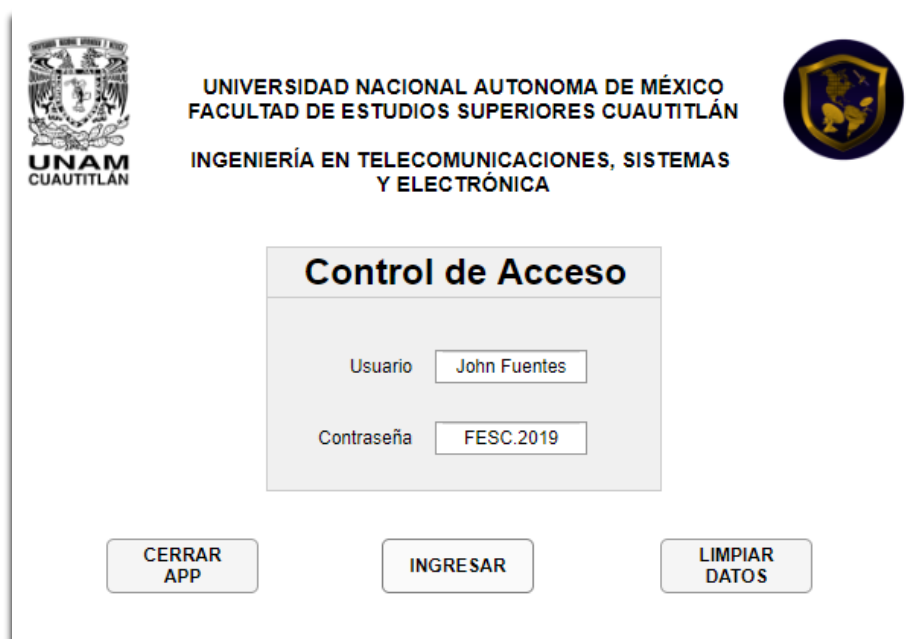 UNIVERSIDAD NACIONAL AUTONOMA DE MÉXICO
FACULTAD DE ESTUDIOS SUPERIORES CUAUTITLÁN
INGENIERÍA EN TELECOMUNICACIONES, SISTEMAS
Y ELECTRÓNICA
UNAM
CUAUTITLÁN
Control de Acceso
Usuario John Fuentes
Contraseña FESC.2019
CERRAR
APP
INGRESAR
LIMPIAR
DATOS